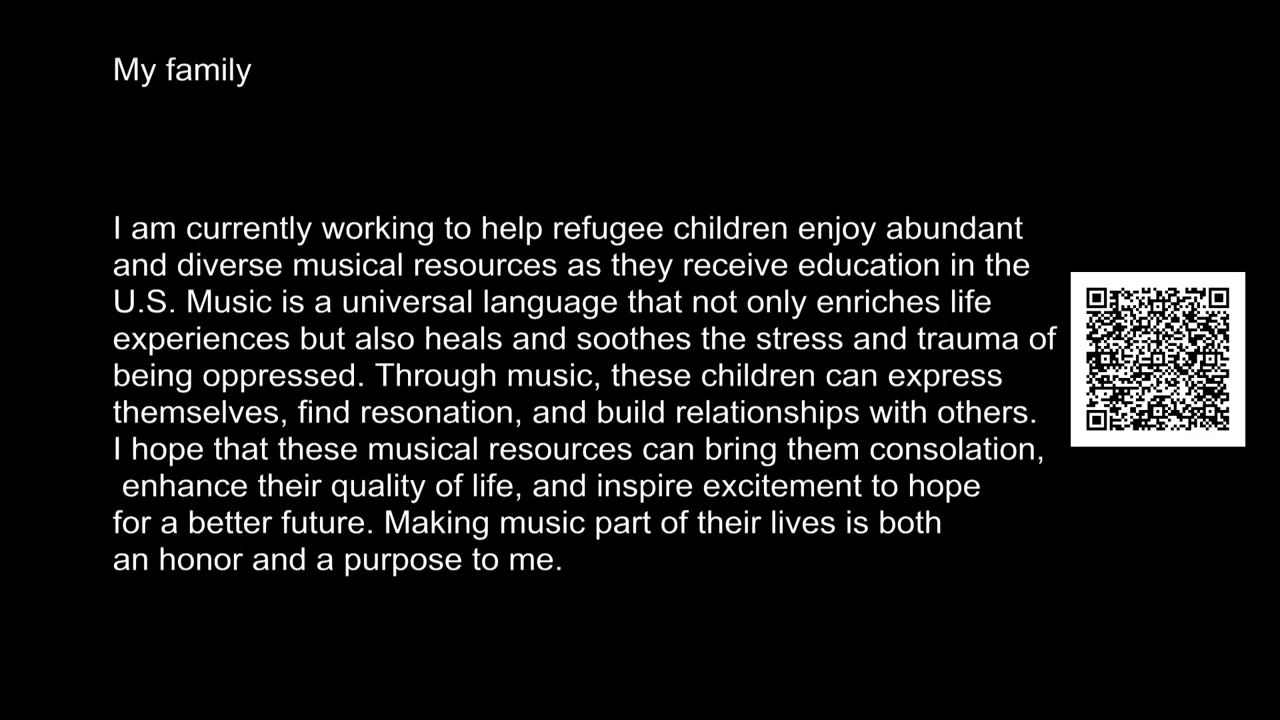 My family
I am currently working to help refugee children enjoy abundant
and diverse musical resources as they receive education in the
U.S. Music is a universal language that not only enriches life
experiences but also heals and soothes the stress and trauma of
being oppressed. Through music, these children can express
themselves, find resonation, and build relationships with others.
I hope that these musical resources can bring them consolation,
enhance their quality of life, and inspire excitement to hope
for a better future. Making music part of their lives is both
an honor and a purpose to me.